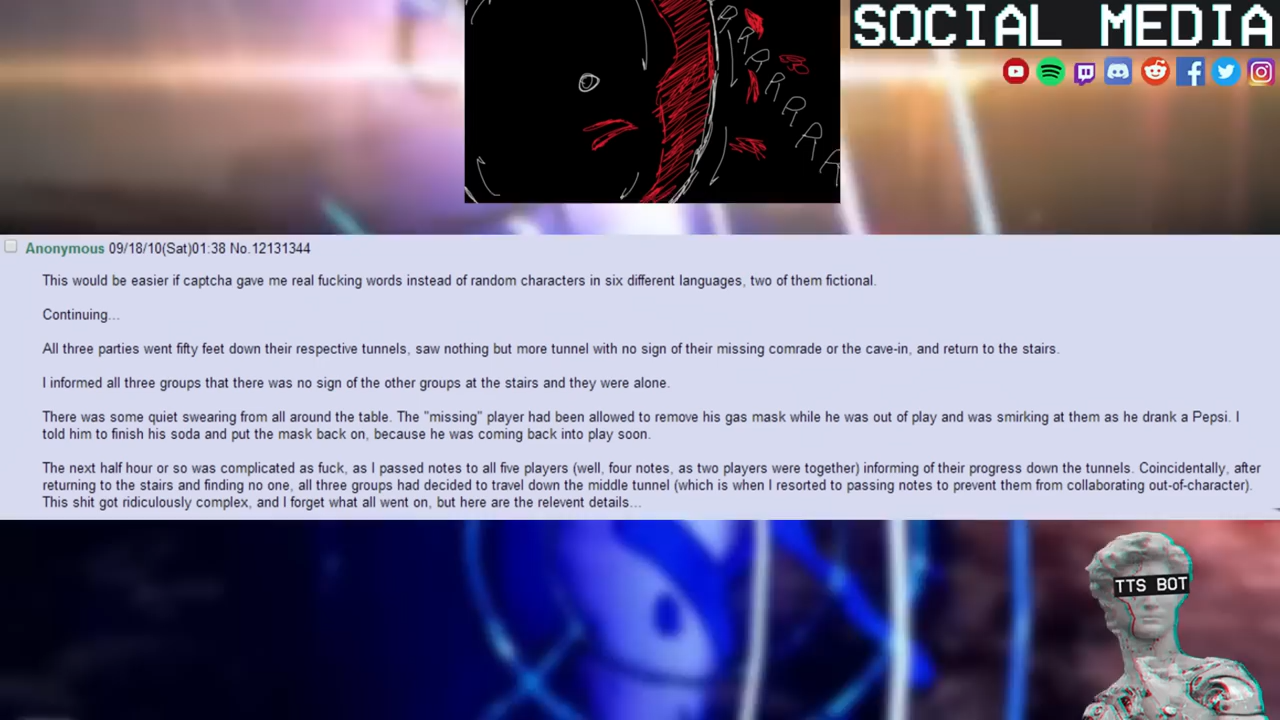 SOCIAL MEDIA
R
R
R
R
R
R
R
Anonymous 09/18/10(Sat)01:38 No.12131344
This would be easier if captcha gave me real fucking words instead of random characters in six different languages, two of them fictional.
Continuing...
All three parties went fifty feet down their respective tunnels, saw nothing but more tunnel with no sign of their missing comrade or the cave-in, and return to the stairs.
I informed all three groups that there was no sign of the other groups at the stairs and they were alone.
There was some quiet swearing from all around the table. The "missing" player had been allowed to remove his gas mask while he was out of play and was smirking at them as he drank a Pepsi. I
told him to finish his soda and put the mask back on, because he was coming back into play soon.
The next half hour or so was complicated as fuck, as I passed notes to all five players (well, four notes, as two players were together) informing of their progress down the tunnels. Coincidentally, after
returning to the stairs and finding no one, all three groups had decided to travel down the middle tunnel (which is when I resorted to passing notes to prevent them from collaborating out-of-character).
This shit got ridiculously complex, and I forget what all went on, but here are the relevent details...
TTS BOT